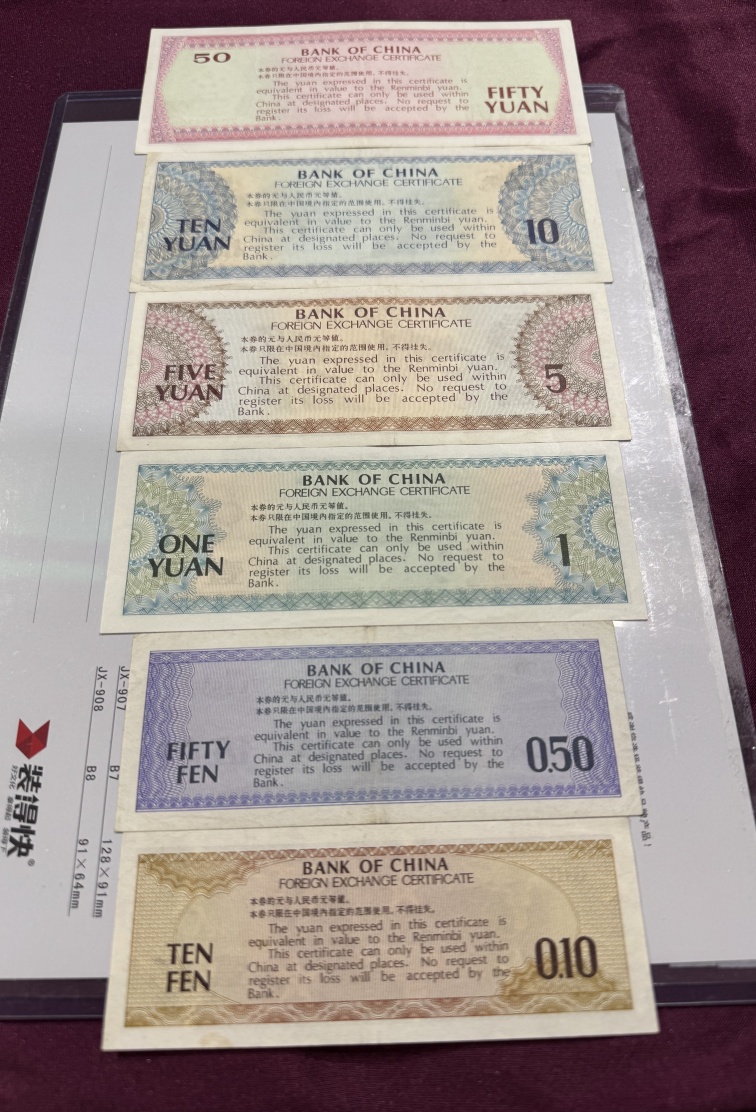 50
BANK OF CHINA
FOREIGN EXCHANGE CERTIFICATE
本券的元与人民币元等值。
本券只限在中国境内指定的范围使用，不得挂失。
The yuan expressed in this certificate is
equivalent in value to the Renminbi yuan.
This certificate can only be used within
China at designated places. No request to
register its loss will be accepted by the
Bank.
FIFTY
YUAN
BANK OF CHINA
FOREIGN EXCHANGE CERTIFICATE
本券的元与人民币元等值。
本券只限在中国境内指定的范围使用，不得挂失。
The yuan expressed in this certificate is
equivalent in value to the Renminbi yuan.
This certificate can only be used within
China at designated places. No request to
register its loss will be accepted by the
Bank.
TEN
YUAN
10
BANK OF CHINA
FOREIGN EXCHANGE CERTIFICATE
本券的元与人民币元等值。
本券只限在中国境内指定的范围使用，不得挂失。
The yuan expressed in this certificate is
equivalent in value to the Renminbi yuan.
This certificate can only be used within
China at designated places. No request to
register its loss will be accepted by the
Bank.
FIVE
YUAN
5
BANK OF CHINA
FOREIGN EXCHANGE CERTIFICATE
本券的元与人民币元等值。
本券只限在中国境内指定的范围使用，不得挂失。
The yuan expressed in this certificate is
equivalent in value to the Renminbi yuan.
This certificate can only be used within
China at designated places. No request to
register its loss will be accepted by the
Bank.
ONE
YUAN
1
BANK OF CHINA
FOREIGN EXCHANGE CERTIFICATE
本券的元与人民币元等值。
本券只限在中国境内指定的范围使用，不得挂失。
The yuan expressed in this certificate is
equivalent in value to the Renminbi yuan.
This certificate can only be used within
China at designated places. No request to
register its loss will be accepted by the
Bank.
FIFTY
FEN
0.50
BANK OF CHINA
FOREIGN EXCHANGE CERTIFICATE
本券的元与人民币元等值。
本券只限在中国境内指定的范围使用，不得挂失。
The yuan expressed in this certificate is
equivalent in value to the Renminbi yuan.
This certificate can only be used within
China at designated places. No request to
register its loss will be accepted by the
Bank.
TEN
FEN
0.10
JX-907 B7 128×91mm
JX-908 B8 91×64mm
装得快®